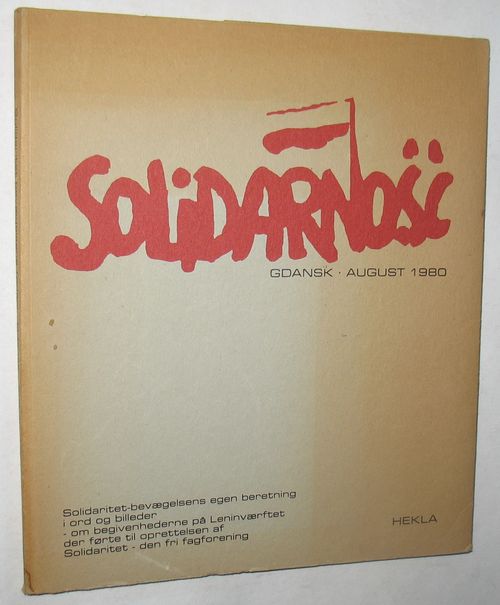 SOLiDARNOŚĆ
GDANSK · AUGUST 1980
Solidaritet-bevægelsens egen beretning
i ord og billeder
- om begivenhederne på Leninværftet
der førte til oprettelsen af
Solidaritet - den fri fagforening
HEKLA